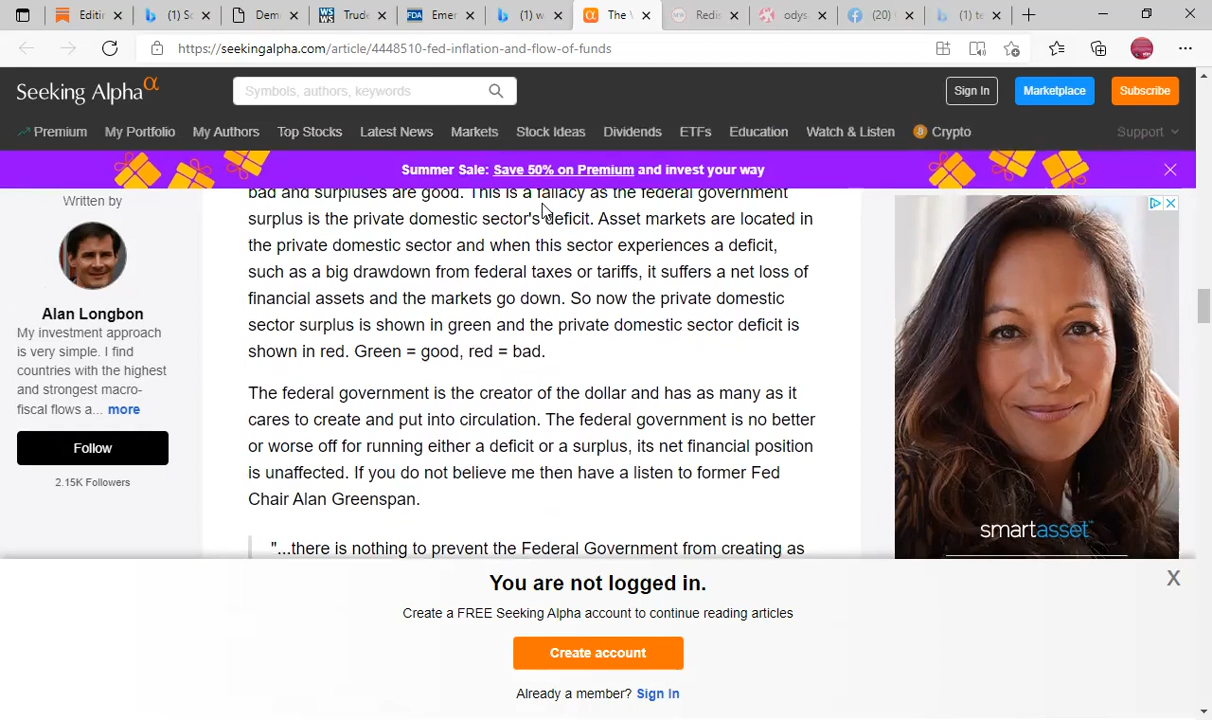 Editin
(1) Sc
Dem
Trude
FDA
Emer
(1) w
The \
Redis
odys
(20)
(1) te
https://seekingalpha.com/article/4448510-fed-inflation-and-flow-of-funds
Seeking Alpha α
Symbols, authors, keywords
Sign In
Marketplace
Subscribe
Premium My Portfolio My Authors Top Stocks Latest News Markets Stock Ideas Dividends ETFs Education Watch & Listen Crypto Support
Summer Sale: Save 50% on Premium and invest your way
Written by
Alan Longbon
My investment approach
is very simple. I find
countries with the highest
and strongest macro-
fiscal flows a... more
Follow
2.15K Followers
bad and surpluses are good. This is a fallacy as the federal government
surplus is the private domestic sector's deficit. Asset markets are located in
the private domestic sector and when this sector experiences a deficit,
such as a big drawdown from federal taxes or tariffs, it suffers a net loss of
financial assets and the markets go down. So now the private domestic
sector surplus is shown in green and the private domestic sector deficit is
shown in red. Green = good, red = bad.
The federal government is the creator of the dollar and has as many as it
cares to create and put into circulation. The federal government is no better
or worse off for running either a deficit or a surplus, its net financial position
is unaffected. If you do not believe me then have a listen to former Fed
Chair Alan Greenspan.
"...there is nothing to prevent the Federal Government from creating as
smartasset
You are not logged in.
X
Create a FREE Seeking Alpha account to continue reading articles
Create account
Already a member? Sign In